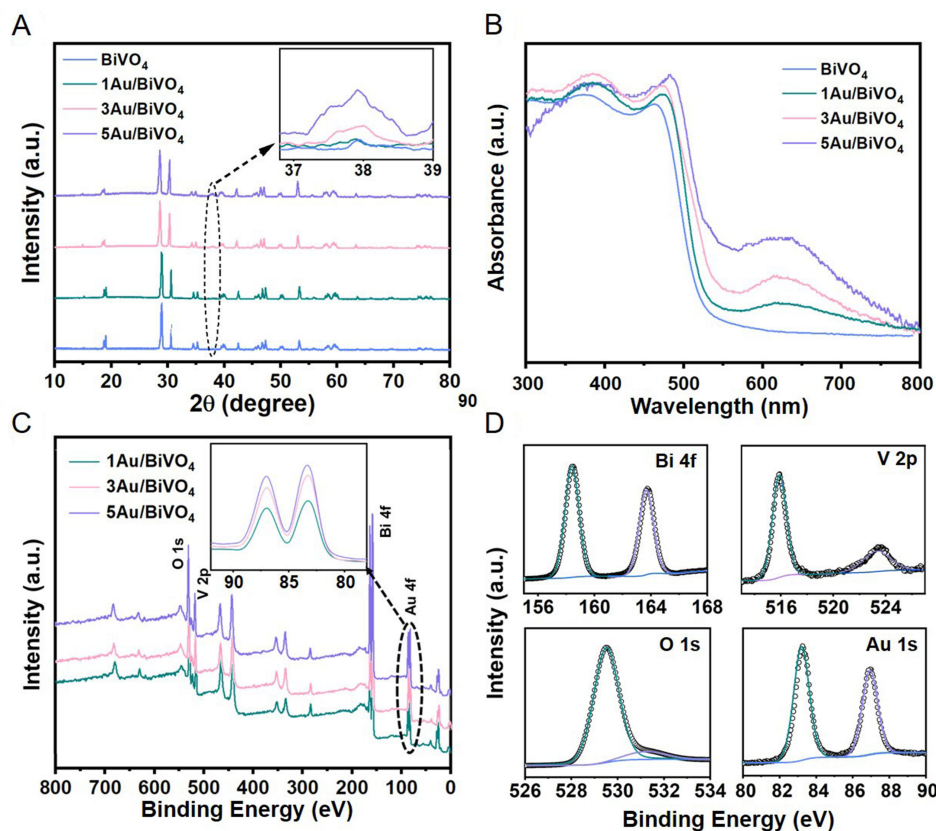 A
BiVO₄
1Au/BiVO₄
3Au/BiVO₄
5Au/BiVO₄
37 38 39
Intensity (a.u.)
10 20 30 40 50 60 70 80
90
2θ (degree)
B
BiVO₄
1Au/BiVO₄
3Au/BiVO₄
5Au/BiVO₄
Absorbance (a.u.)
300 400 500 600 700 800
Wavelength (nm)
C
1Au/BiVO₄
3Au/BiVO₄
5Au/BiVO₄
92 90 87 83 80 78
O 1s
V 2p
Bi 4f
Au 4f
Intensity (a.u.)
800 700 600 500 400 300 200 100 0
Binding Energy (eV)
D
Bi 4f
156 160 164 168
V 2p
516 520 524
O 1s
526 528 530 532 534
Au 1s
80 82 84 86 88 90
Intensity (a.u.)
Binding Energy (eV)